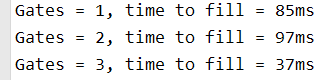 Gates = 1, time to fill = 85ms
Gates = 2, time to fill = 97ms
Gates = 3, time to fill = 37ms